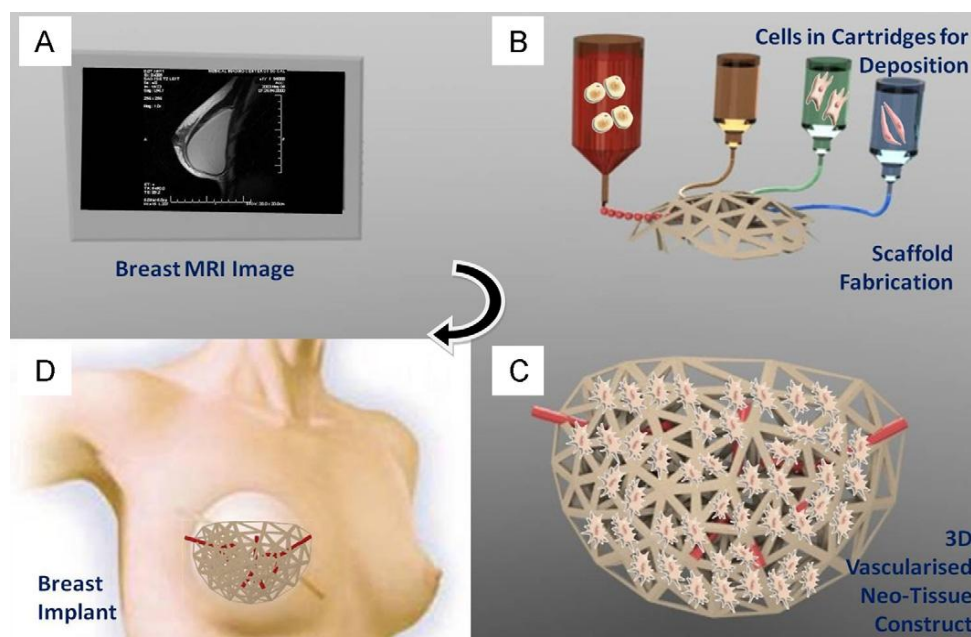 A
Breast MRI Image
B
Cells in Cartridges for
Deposition
Scaffold
Fabrication
D
Breast
Implant
C
3D
Vascularised
Neo-Tissue
Construct